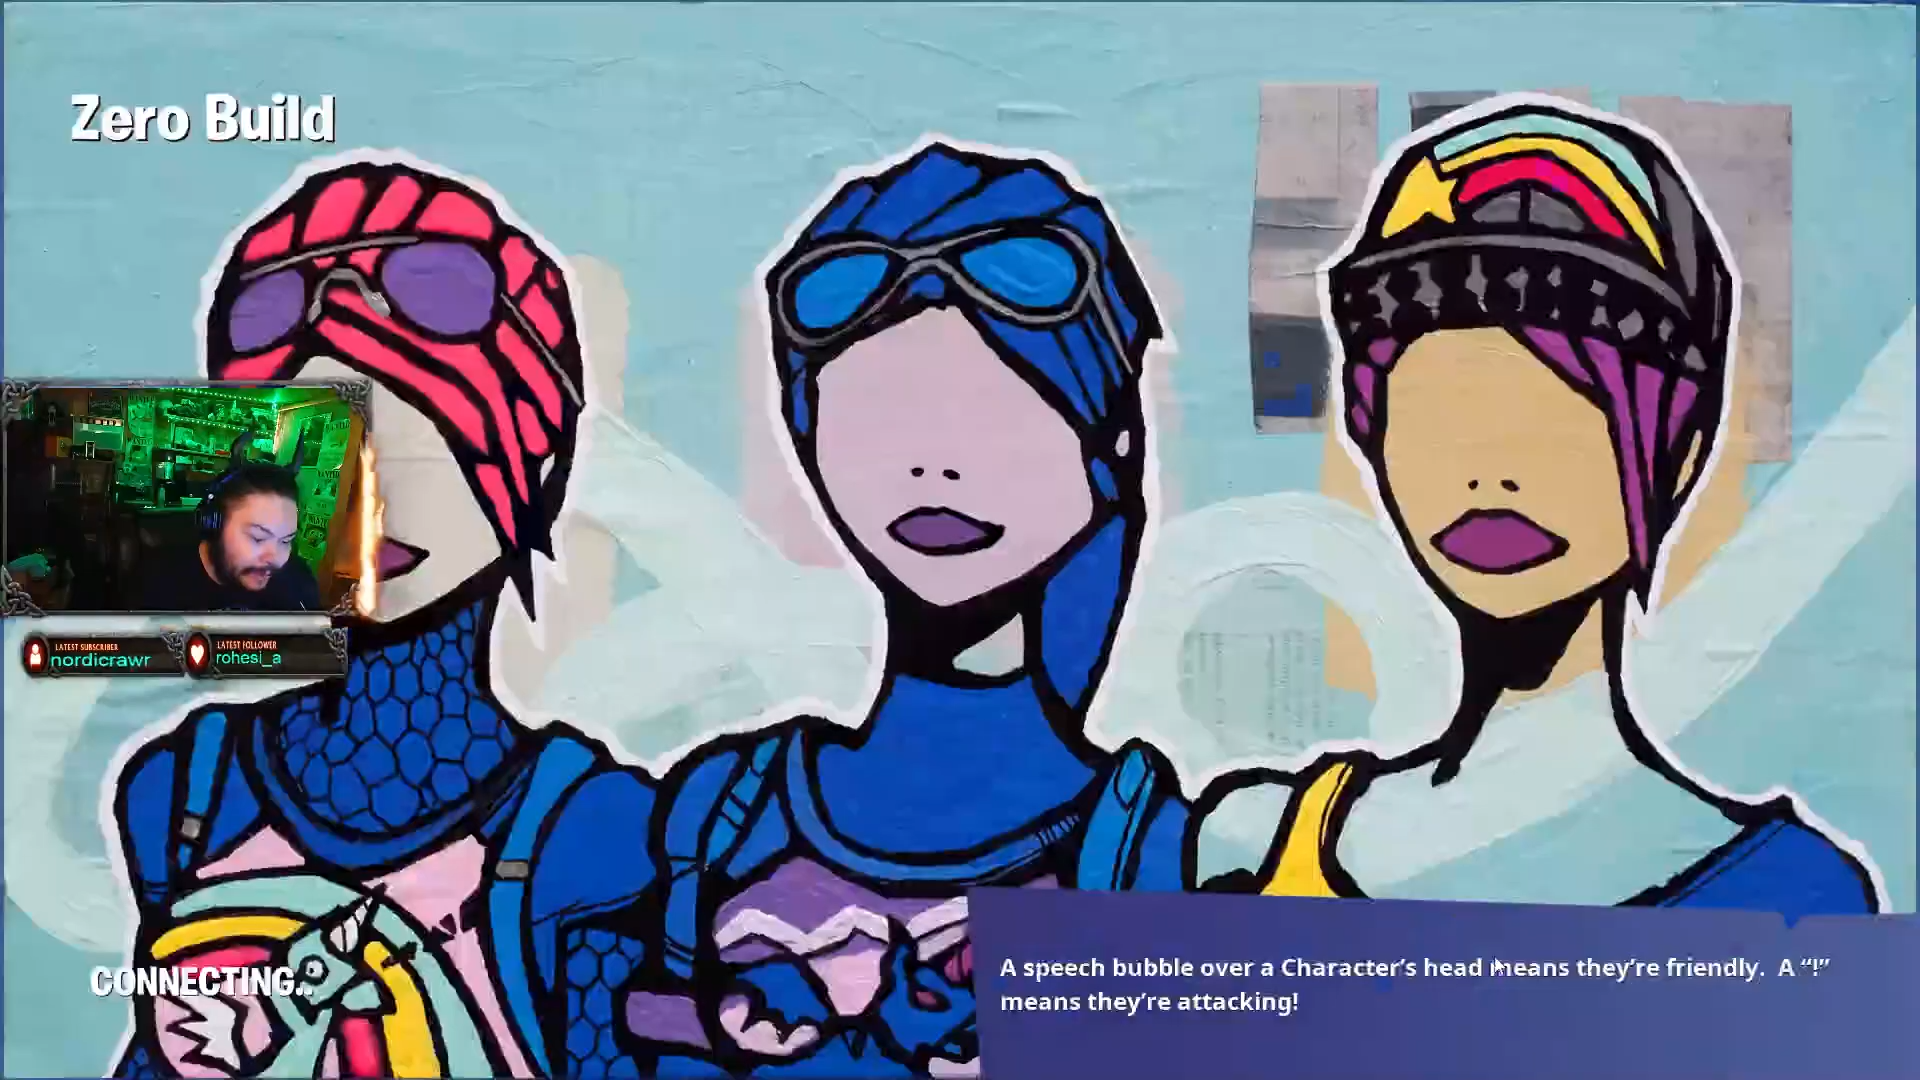 Zero Build
LATEST SUBSCRIBER
nordicrawr
LATEST FOLLOWER
rohesi_a
CONNECTING..
A speech bubble over a Character’s head means they’re friendly.  A “!”
means they’re attacking!